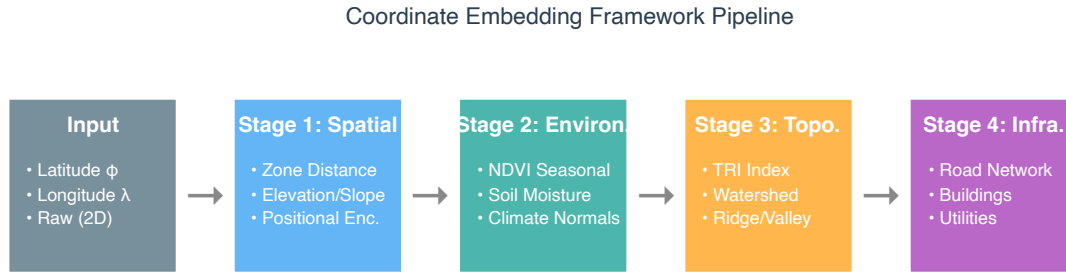 Coordinate Embedding Framework Pipeline
Input
• Latitude φ
• Longitude λ
• Raw (2D)
Stage 1: Spatial
• Zone Distance
• Elevation/Slope
• Positional Enc.
Stage 2: Environ.
• NDVI Seasonal
• Soil Moisture
• Climate Normals
Stage 3: Topo.
• TRI Index
• Watershed
• Ridge/Valley
Stage 4: Infra.
• Road Network
• Buildings
• Utilities